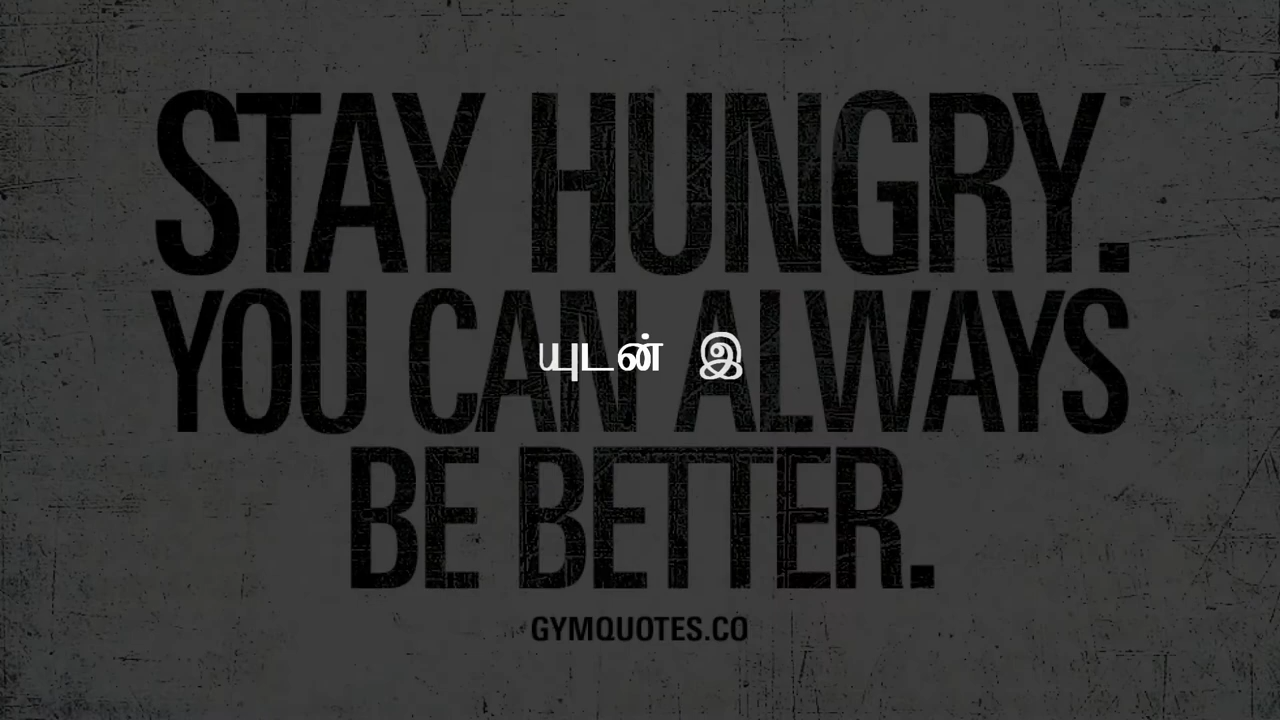 STAY HUNGRY.
YOU CAN ALWAYS
யுடன் இ
BE BETTER.
GYMQUOTES.CO